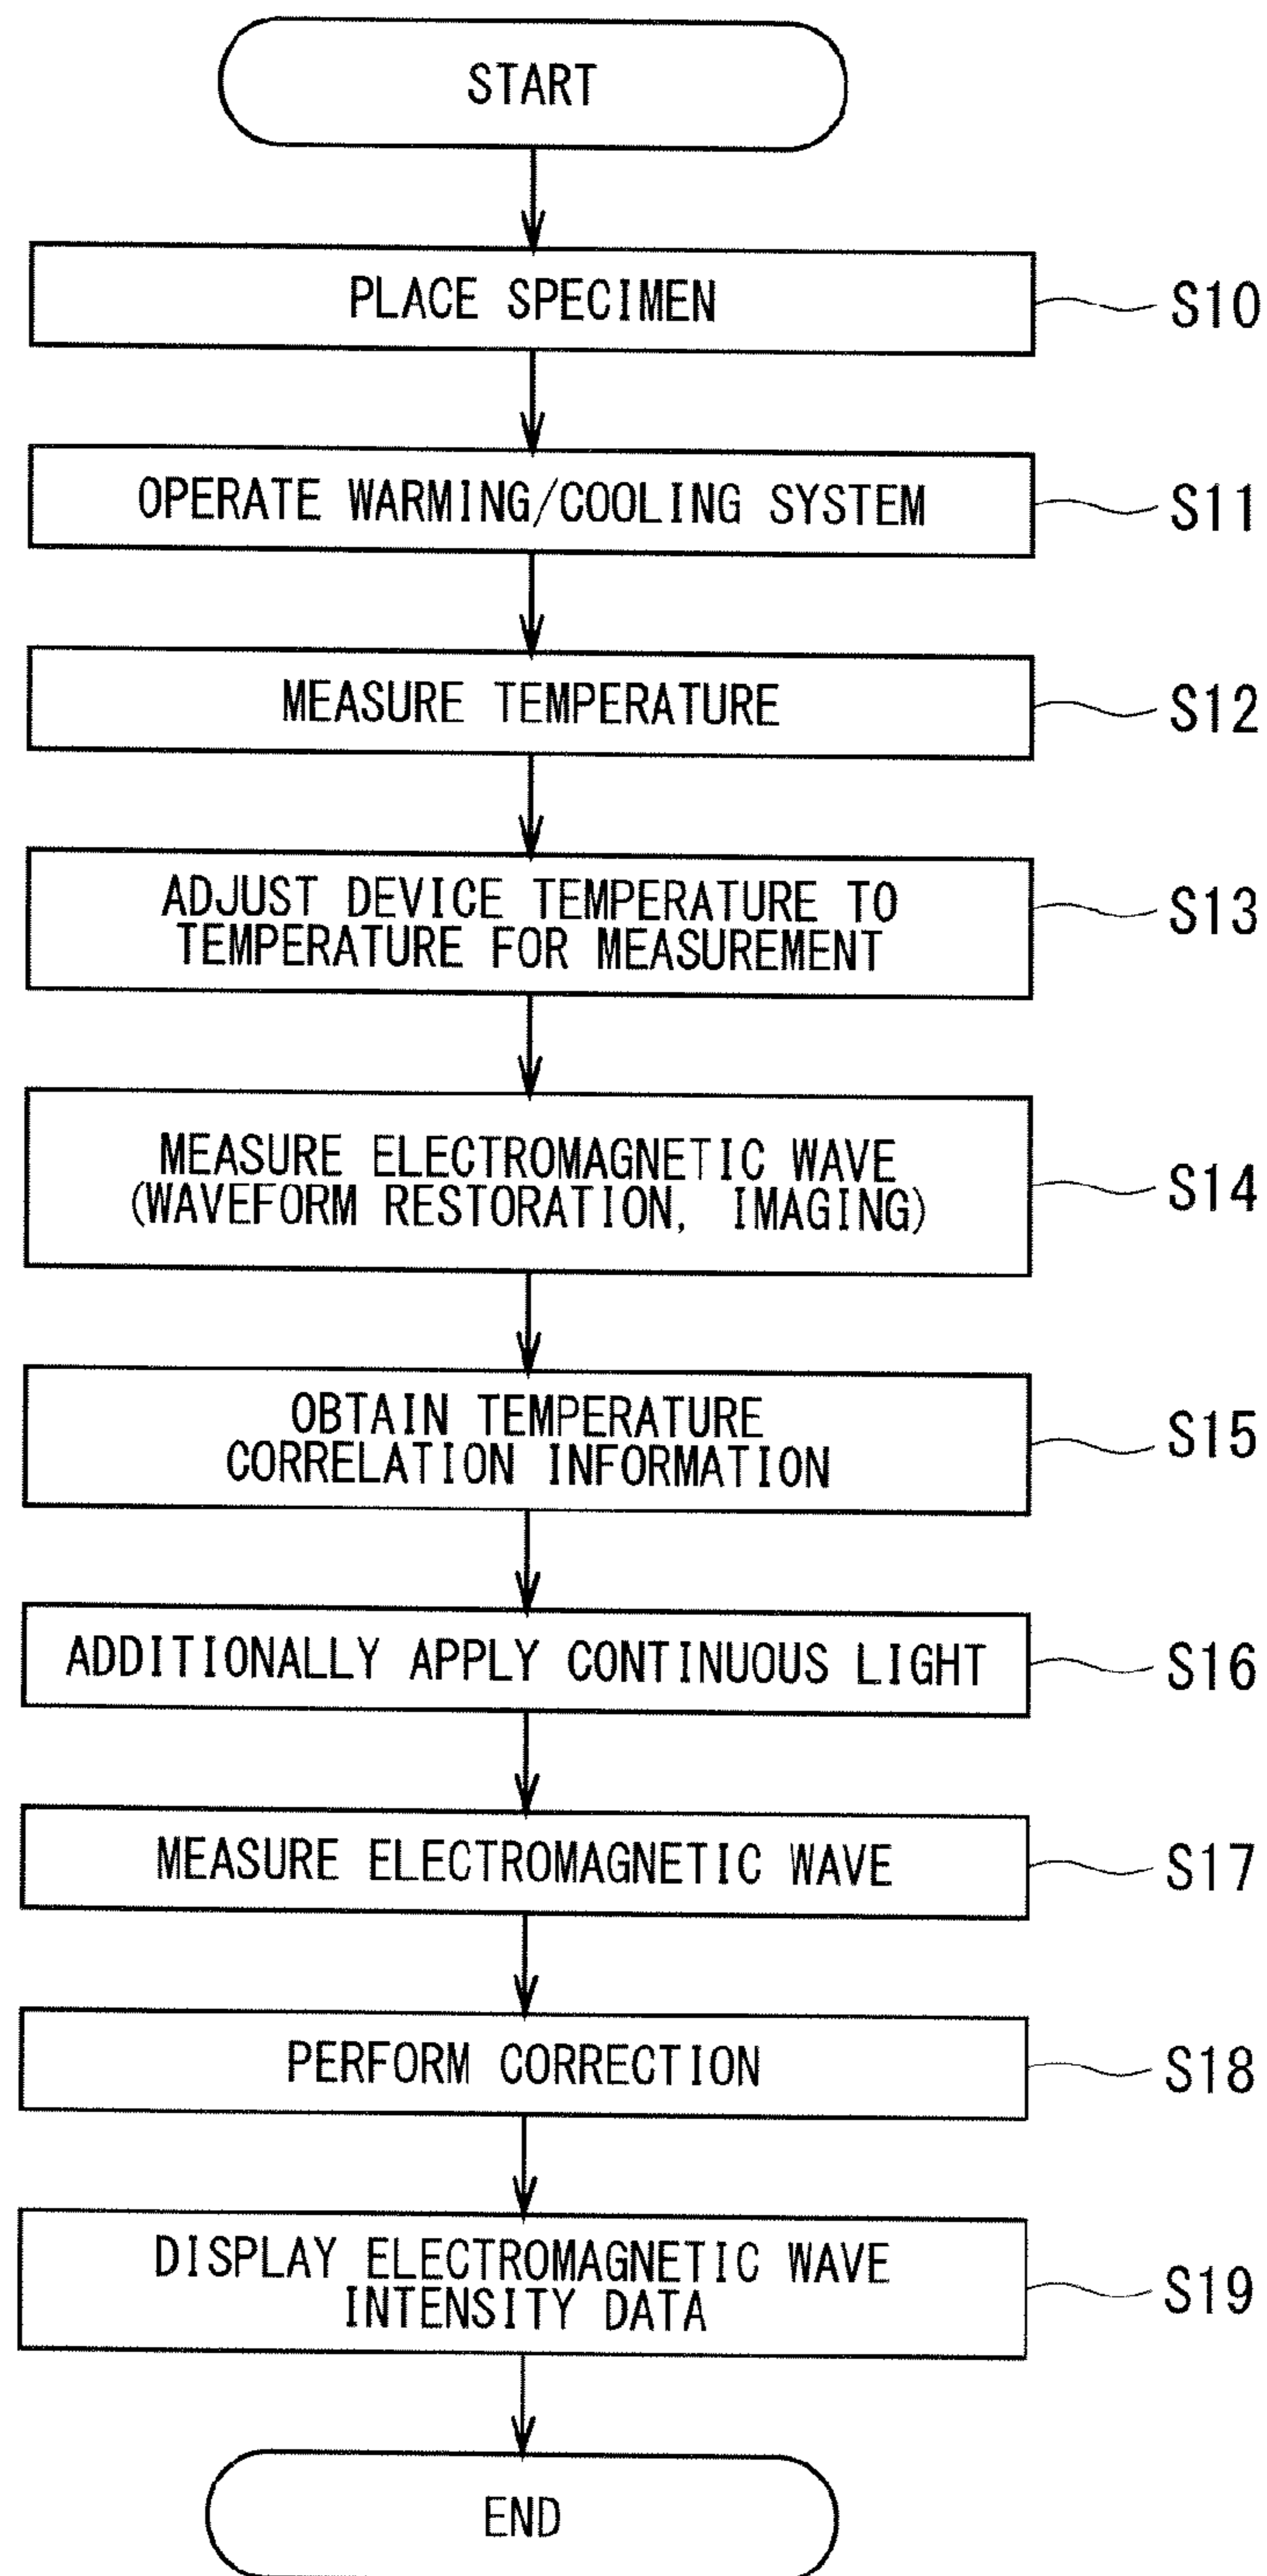 START
PLACE SPECIMEN
S10
OPERATE WARMING/COOLING SYSTEM
S11
MEASURE TEMPERATURE
S12
ADJUST DEVICE TEMPERATURE TO
TEMPERATURE FOR MEASUREMENT
S13
MEASURE ELECTROMAGNETIC WAVE
(WAVEFORM RESTORATION, IMAGING)
S14
OBTAIN TEMPERATURE
CORRELATION INFORMATION
S15
ADDITIONALLY APPLY CONTINUOUS LIGHT
S16
MEASURE ELECTROMAGNETIC WAVE
S17
PERFORM CORRECTION
S18
DISPLAY ELECTROMAGNETIC WAVE
INTENSITY DATA
S19
END